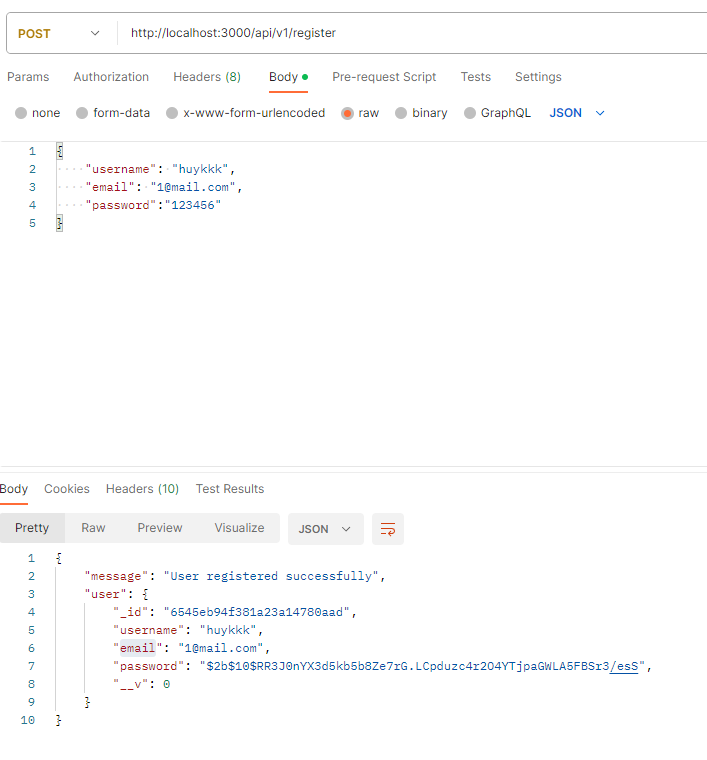 POST http://localhost:3000/api/v1/register
Params Authorization Headers (8) Body Pre-request Script Tests Settings
none form-data x-www-form-urlencoded raw binary GraphQL JSON
1 {
2 "username": "huykkk",
3 "email": "1@mail.com",
4 "password":"123456"
5 }
Body Cookies Headers (10) Test Results
Pretty Raw Preview Visualize JSON
1 {
2 "message": "User registered successfully",
3 "user": {
4 "_id": "6545eb94f381a23a14780aad",
5 "username": "huykkk",
6 "email": "1@mail.com",
7 "password": "$2b$10$RR3J0nYX3d5kb5b8Ze7rG.LCpduzc4r2O4YTjpaGWLA5FBSr3/esS",
8 "__v": 0
9 }
10 }